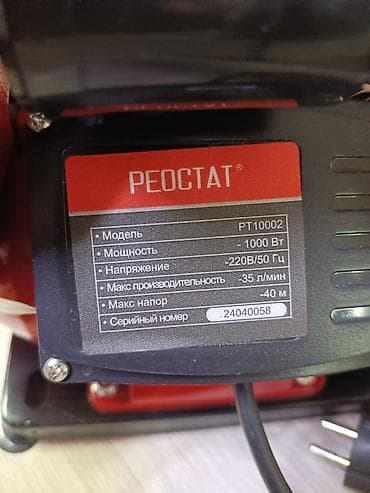 РЕОСТАТ®
• Модель РТ10002
• Мощность - 1000 Вт
• Напряжение -220В/50 Гц
• Макс производительность -35 л/мин
• Макс напор -40 м
• Серийный номер 24040058